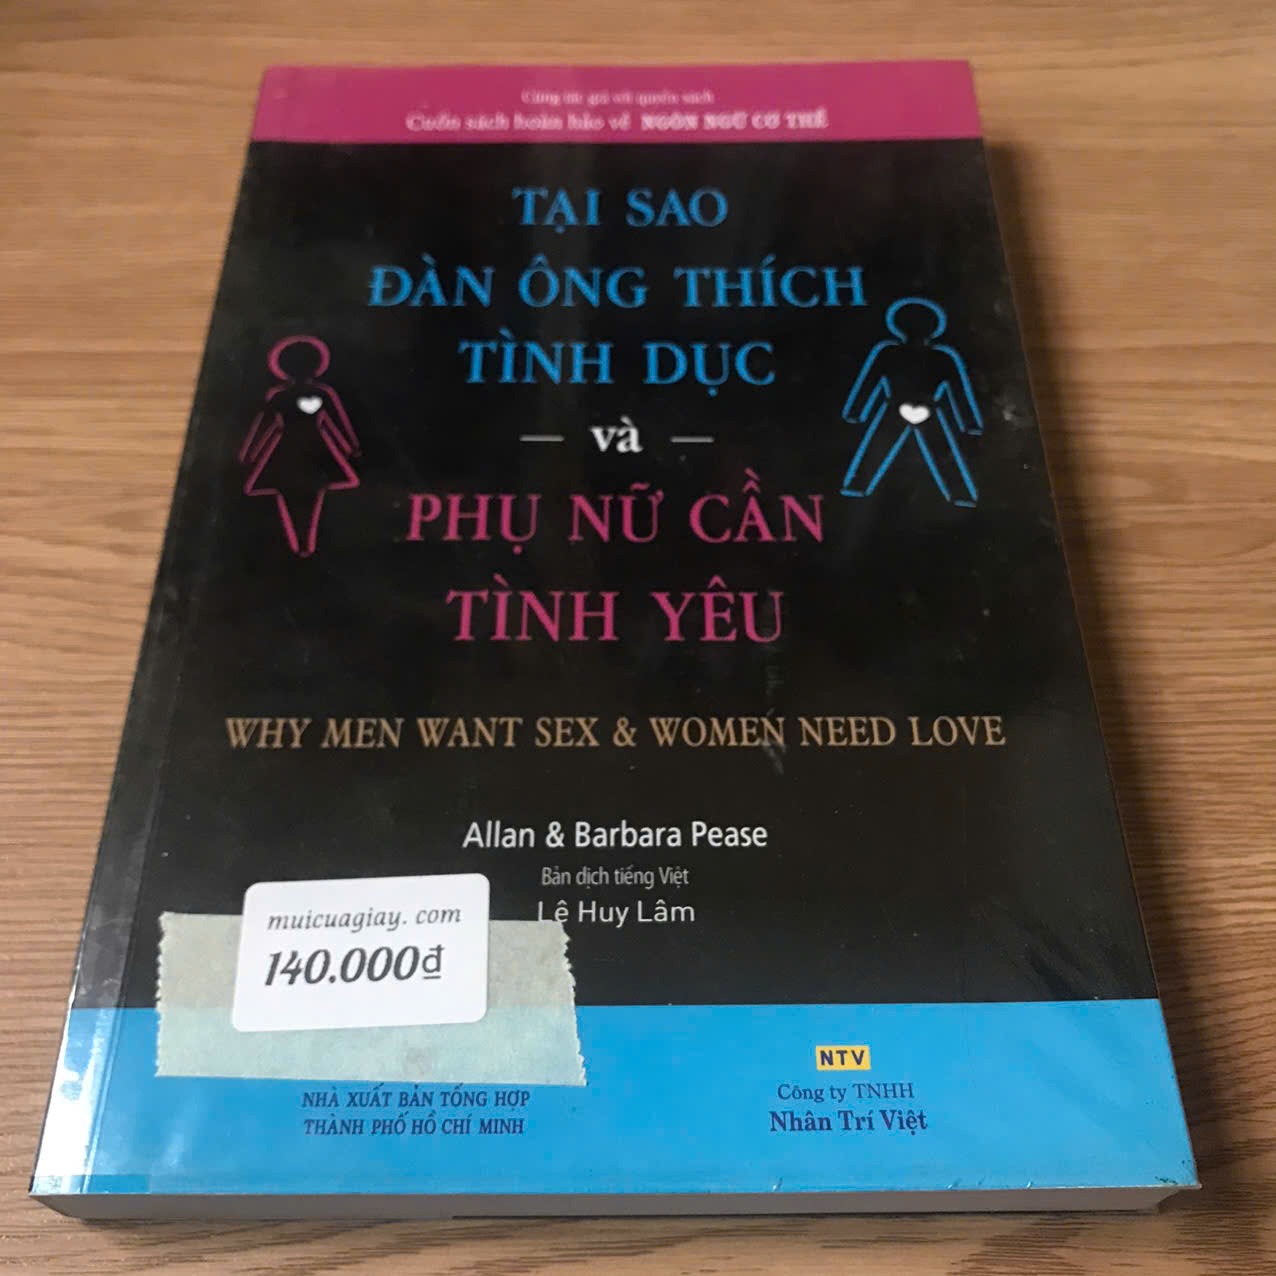 Cùng tác giả với quyển sách
Cuốn sách hoàn hảo về NGÔN NGỮ CƠ THỂ
TẠI SAO
ĐÀN ÔNG THÍCH
TÌNH DỤC
— và —
PHỤ NỮ CẦN
TÌNH YÊU
WHY MEN WANT SEX & WOMEN NEED LOVE
Allan & Barbara Pease
Bản dịch tiếng Việt
Lê Huy Lâm
muicuagiay. com
140.000đ
NHÀ XUẤT BẢN TỔNG HỢP
THÀNH PHỐ HỒ CHÍ MINH
NTV
Công ty TNHH
Nhân Trí Việt